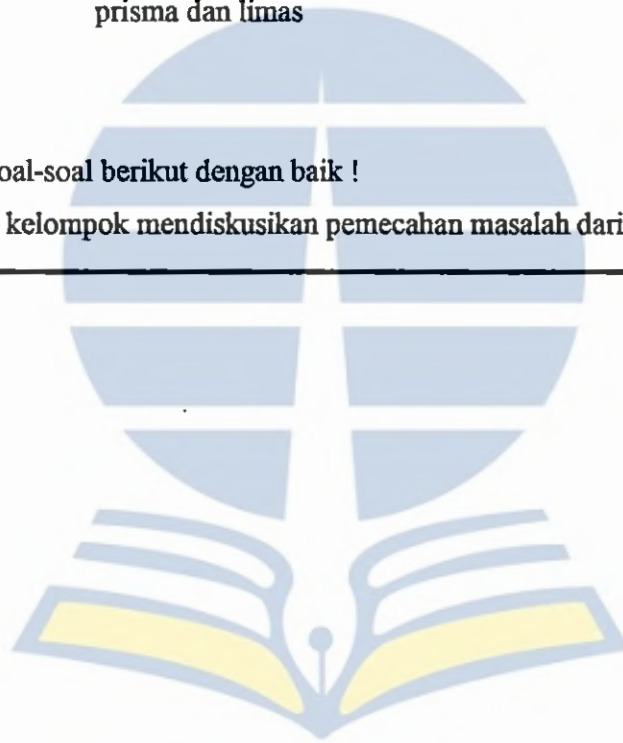 prisma dan limas
oal-soal berikut dengan baik !
kelompok mendiskusikan pemecahan masalah dari